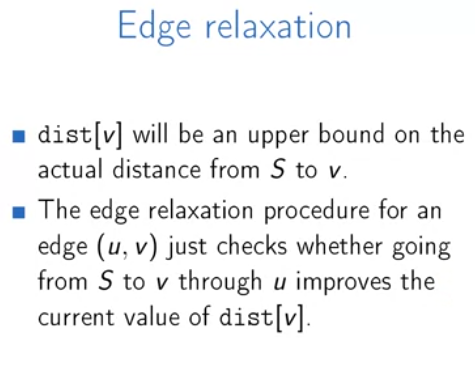 Edge relaxation
dist[v] will be an upper bound on the
actual distance from S to v.
The edge relaxation procedure for an
edge (u, v) just checks whether going
from S to v through u improves the
current value of dist[v].